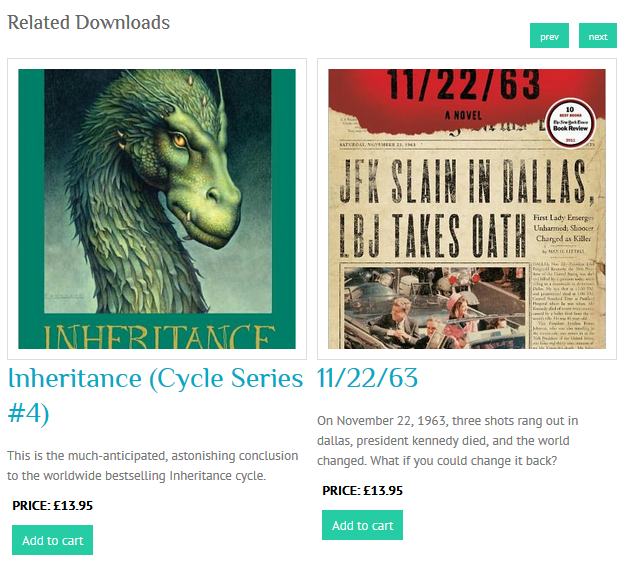 Related Downloads
prev
next
INHERITANCE
11/22/63
A NOVEL
10
BEST BOOKS
The New York Times
Book Review
2011
SATURDAY, NOVEMBER 23, 1963
JFK SLAIN IN DALLAS,
LBJ TAKES OATH
First Lady Emerges
Unharmed; Shooter
Charged as Killer
Inheritance (Cycle Series
#4)
This is the much-anticipated, astonishing conclusion
to the worldwide bestselling Inheritance cycle.
PRICE: £13.95
Add to cart
11/22/63
On November 22, 1963, three shots rang out in
dallas, president kennedy died, and the world
changed. What if you could change it back?
PRICE: £13.95
Add to cart